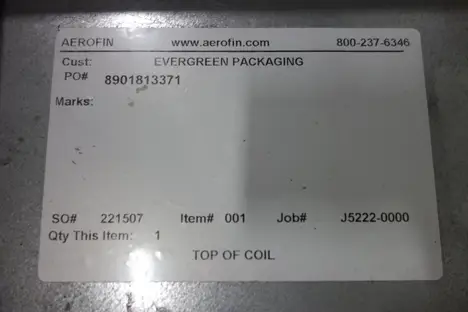 AEROFIN www.aerofin.com 800-237-6346
Cust: EVERGREEN PACKAGING
PO# 8901813371
Marks:
SO# 221507 Item# 001 Job# J5222-0000
Qty This Item: 1
TOP OF COIL